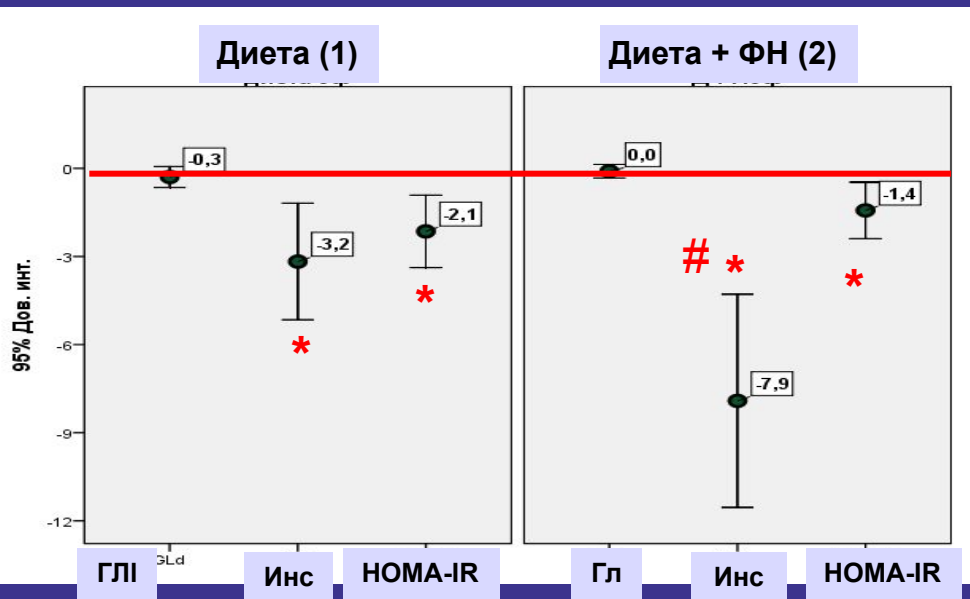 Диета (1)
Диета + ФН (2)
95% Дов. инт.
0
-3
-6
-9
-12
-0,3
-3,2
*
-2,1
*
0,0
# *
-7,9
-1,4
*
ГЛI
GLd
Инс
HOMA-IR
Гл
Инс
HOMA-IR